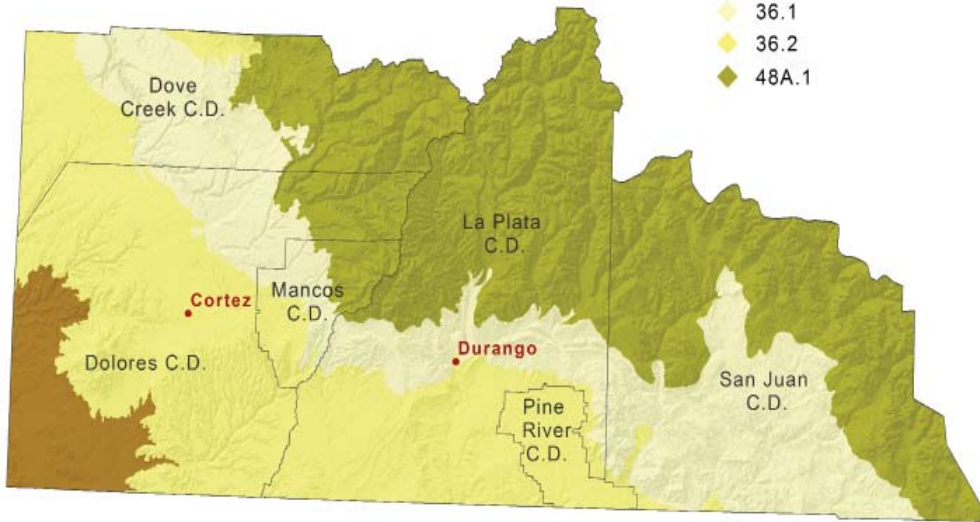 36.1
36.2
48A.1
Dove
Creek C.D.
La Plata
C.D.
Mancos
C.D.
Cortez
Durango
Dolores C.D.
San Juan
C.D.
Pine
River
C.D.